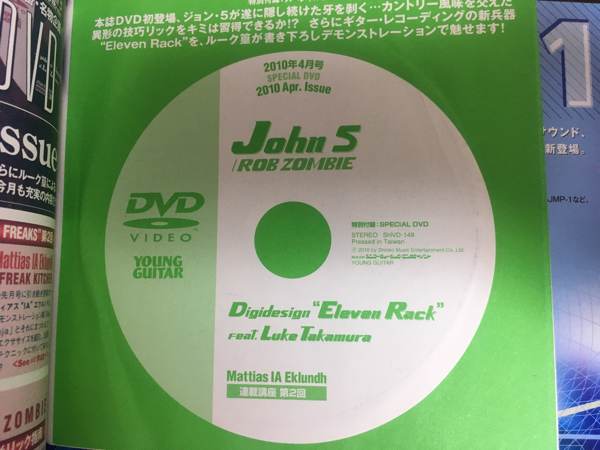 本誌DVD初登場、ジョン・5が遂に隠し続けた牙を剥く…カントリー風味を交えた
異形の技巧リックをキミは習得できるか!? さらにギター・レコーディングの新兵器
“Eleven Rack”を、ルーク篁が書き下ろしデモンストレーションで魅せます!
2010年4月号
SPECIAL DVD
2010 Apr. Issue
John 5
/ROB ZOMBIE
DVD
VIDEO
YOUNG
GUITAR
特別付録:SPECIAL DVD
STEREO SHVD-149
Pressed in Taiwan
Ⓟ 2010 by Shinko Music Entertainment Co., Ltd.
YOUNG GUITAR
Digidesign “Eleven Rack”
FEAT. Luke Takamura
Mattias IA Eklundh
連載講座 第2回
DVD
issue
らにルーク篁によ
今月も充実の内容
FREAKS”第2回
Mattias IA Eklundh
FREAK KITCHEN
ZOMBIE
1
サウンド、
新登場。
JMP-1など、